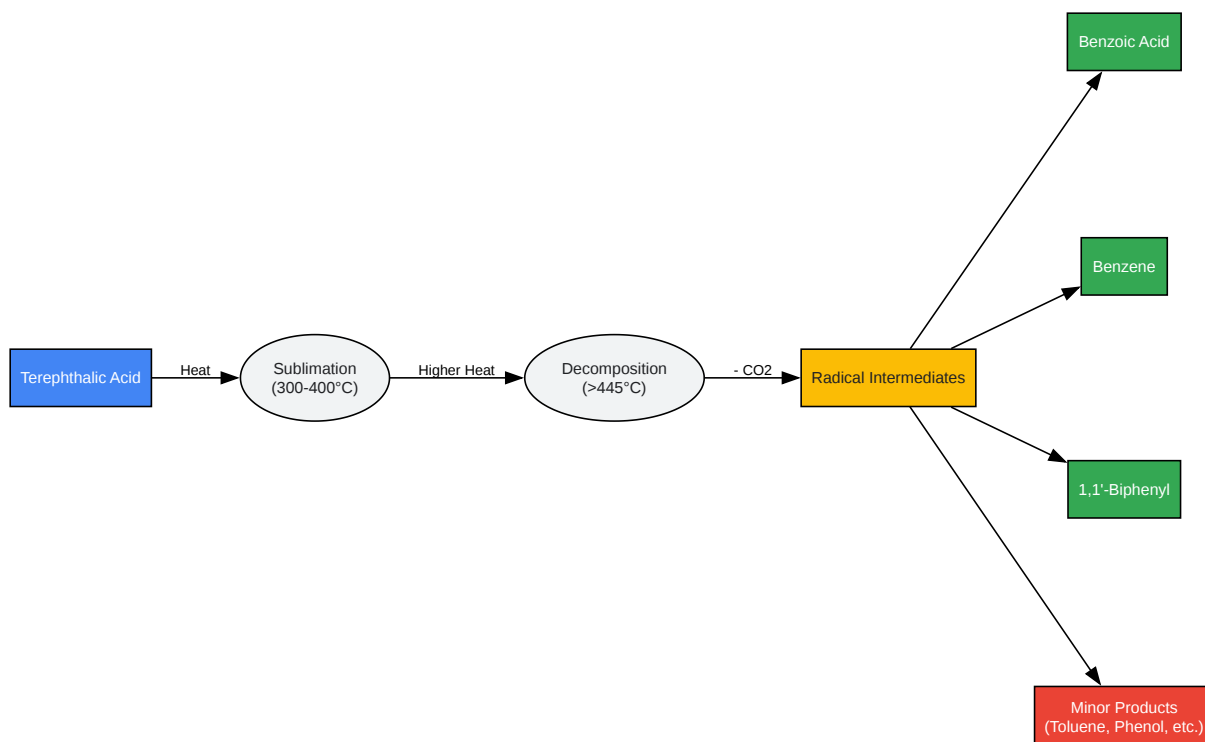 Benzoic Acid
Benzene
Terephthalic Acid
Heat
Sublimation
(300-400°C)
Higher Heat
Decomposition
(>445°C)
- CO2
Radical Intermediates
1,1'-Biphenyl
Minor Products
(Toluene, Phenol, etc.)